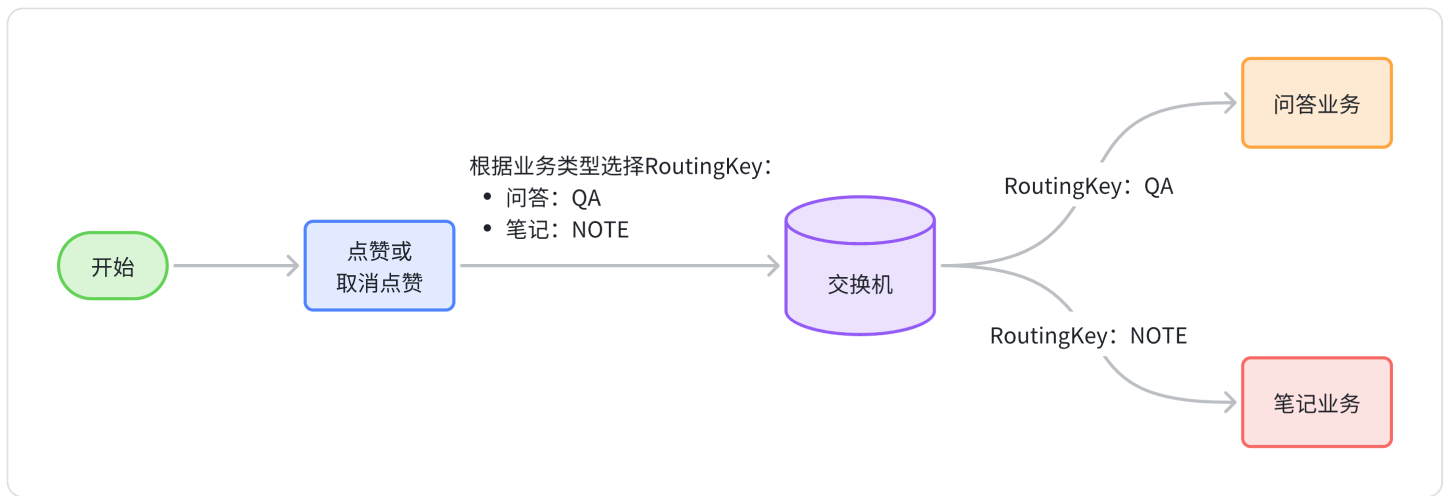 开始
点赞或
取消点赞
根据业务类型选择RoutingKey：
• 问答：QA
• 笔记：NOTE
交换机
RoutingKey：QA
RoutingKey：NOTE
问答业务
笔记业务